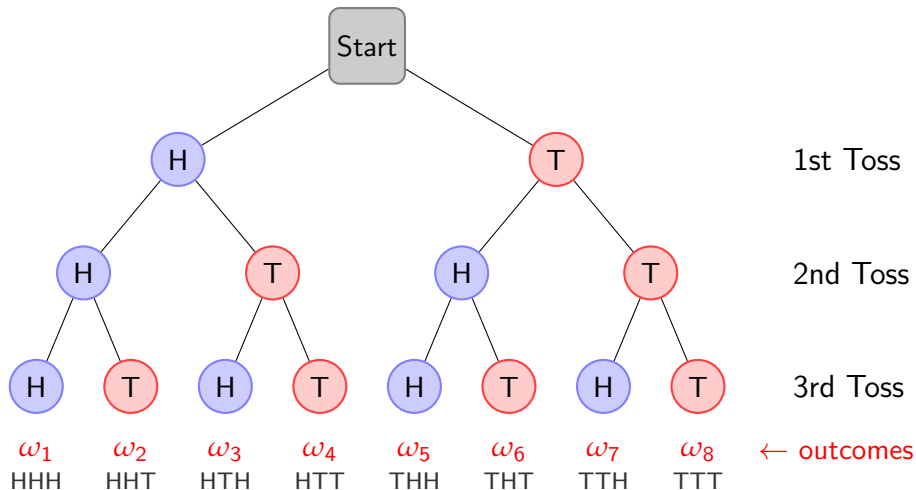 Start
H T 1st Toss
H T H T 2nd Toss
H T H T H T H T 3rd Toss
ω₁ ω₂ ω₃ ω₄ ω₅ ω₆ ω₇ ω₈ ← outcomes
HHH HHT HTH HTT THH THT TTH TTT